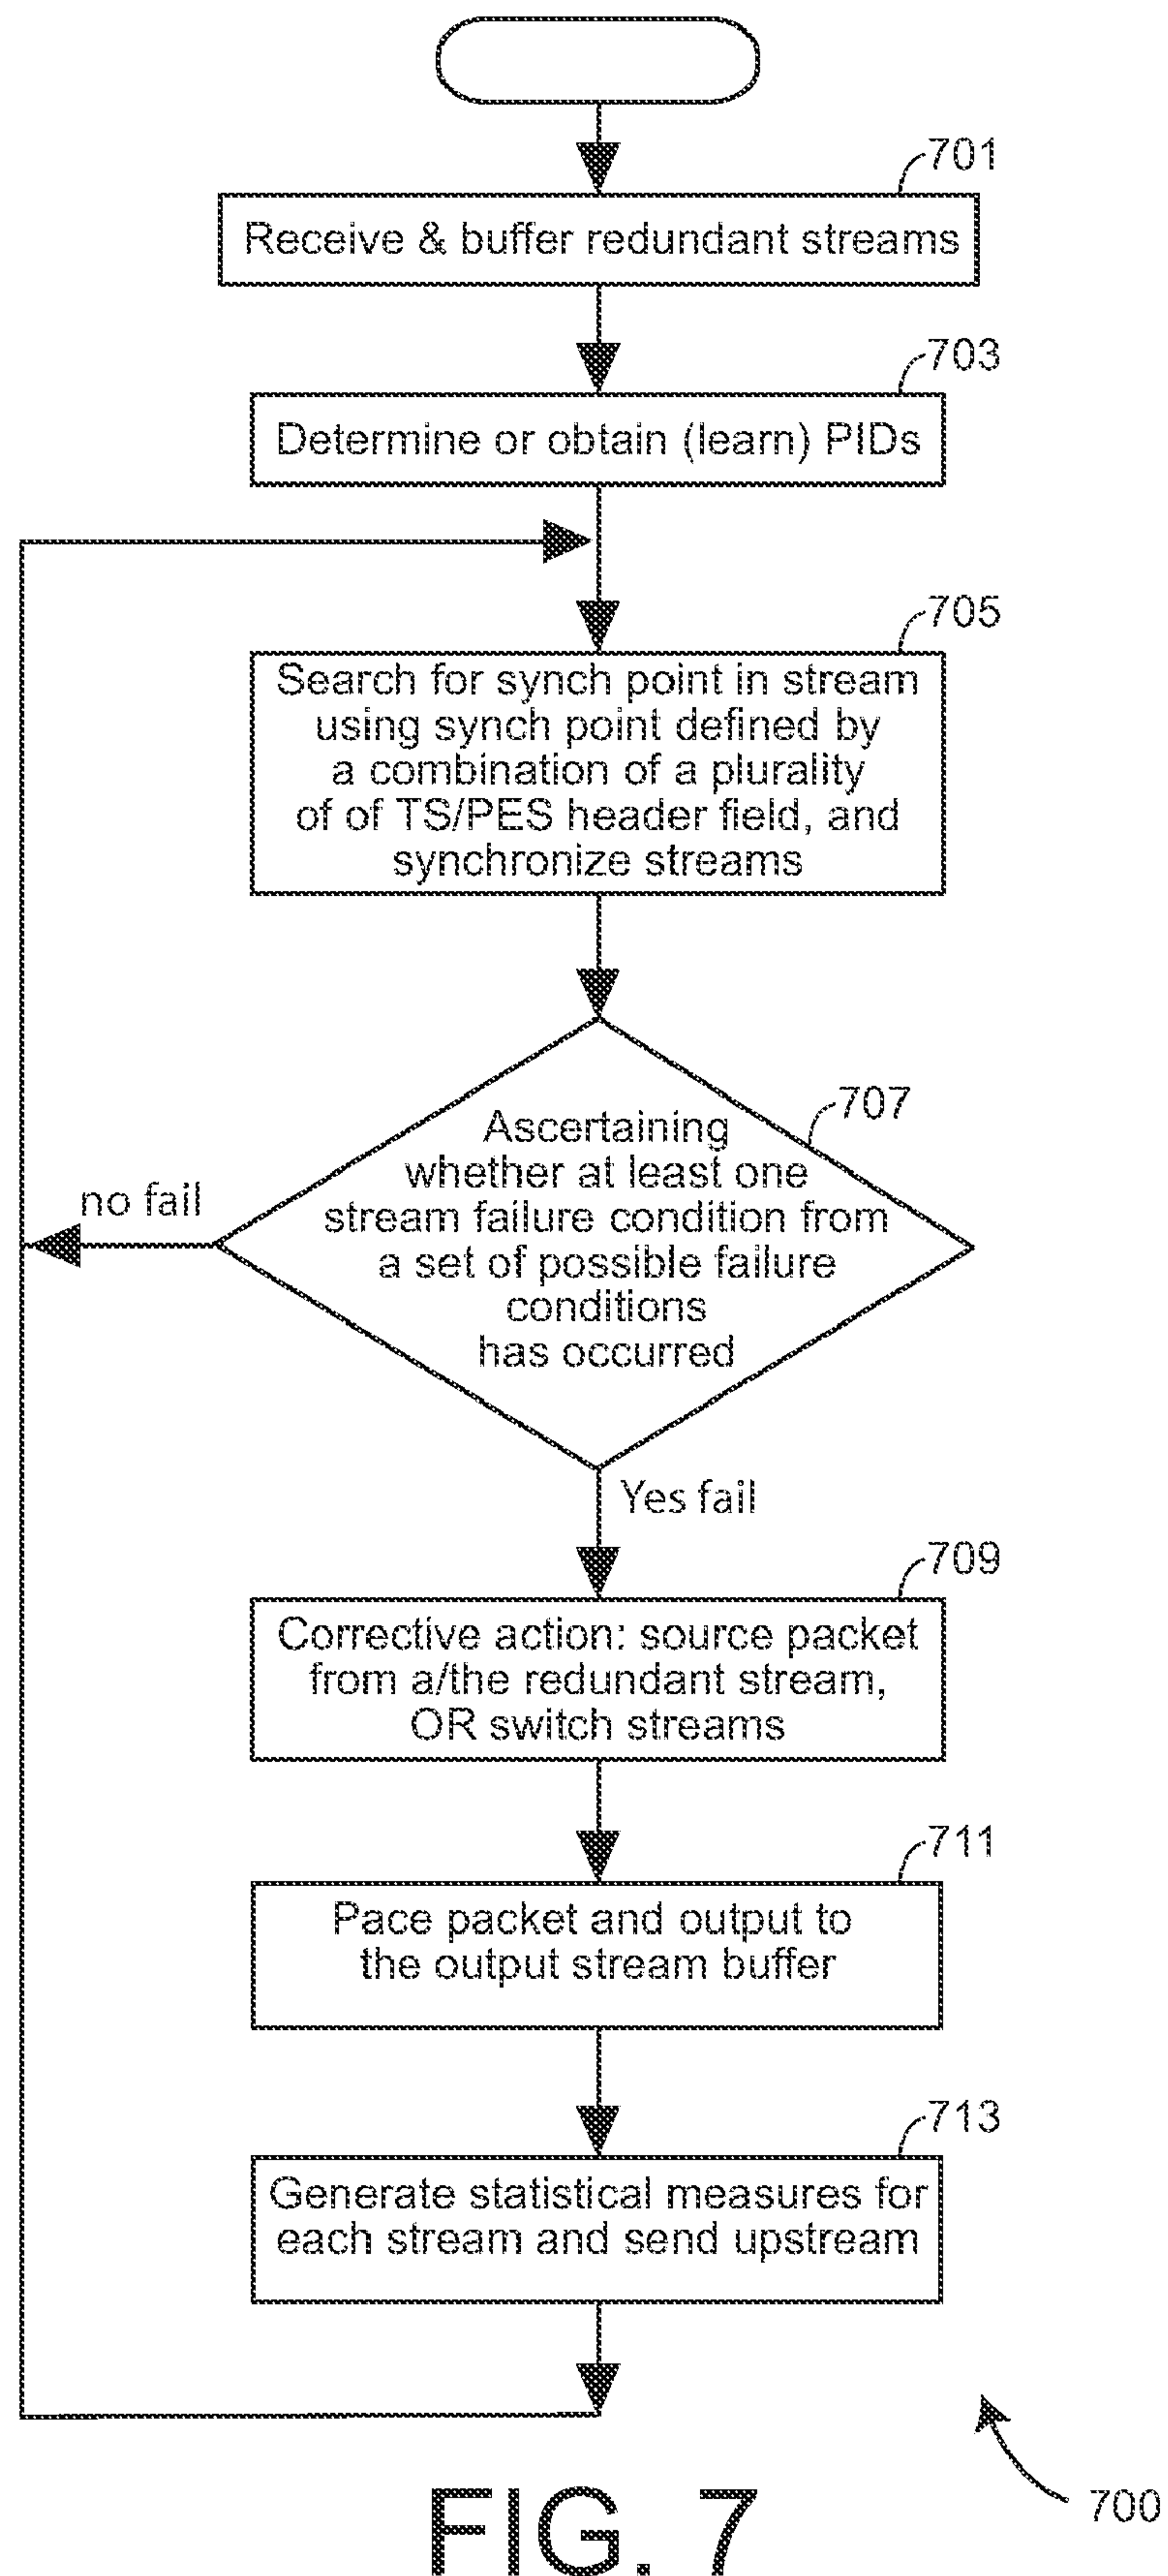 701
Receive & buffer redundant streams
703
Determine or obtain (learn) PIDs
705
Search for synch point in stream
using synch point defined by
a combination of a plurality
of of TS/PES header field, and
synchronize streams
707
Ascertaining
whether at least one
stream failure condition from
a set of possible failure
conditions
has occurred
no fail
Yes fail
709
Corrective action: source packet
from a/the redundant stream,
OR switch streams
711
Pace packet and output to
the output stream buffer
713
Generate statistical measures for
each stream and send upstream
700
FIG. 7